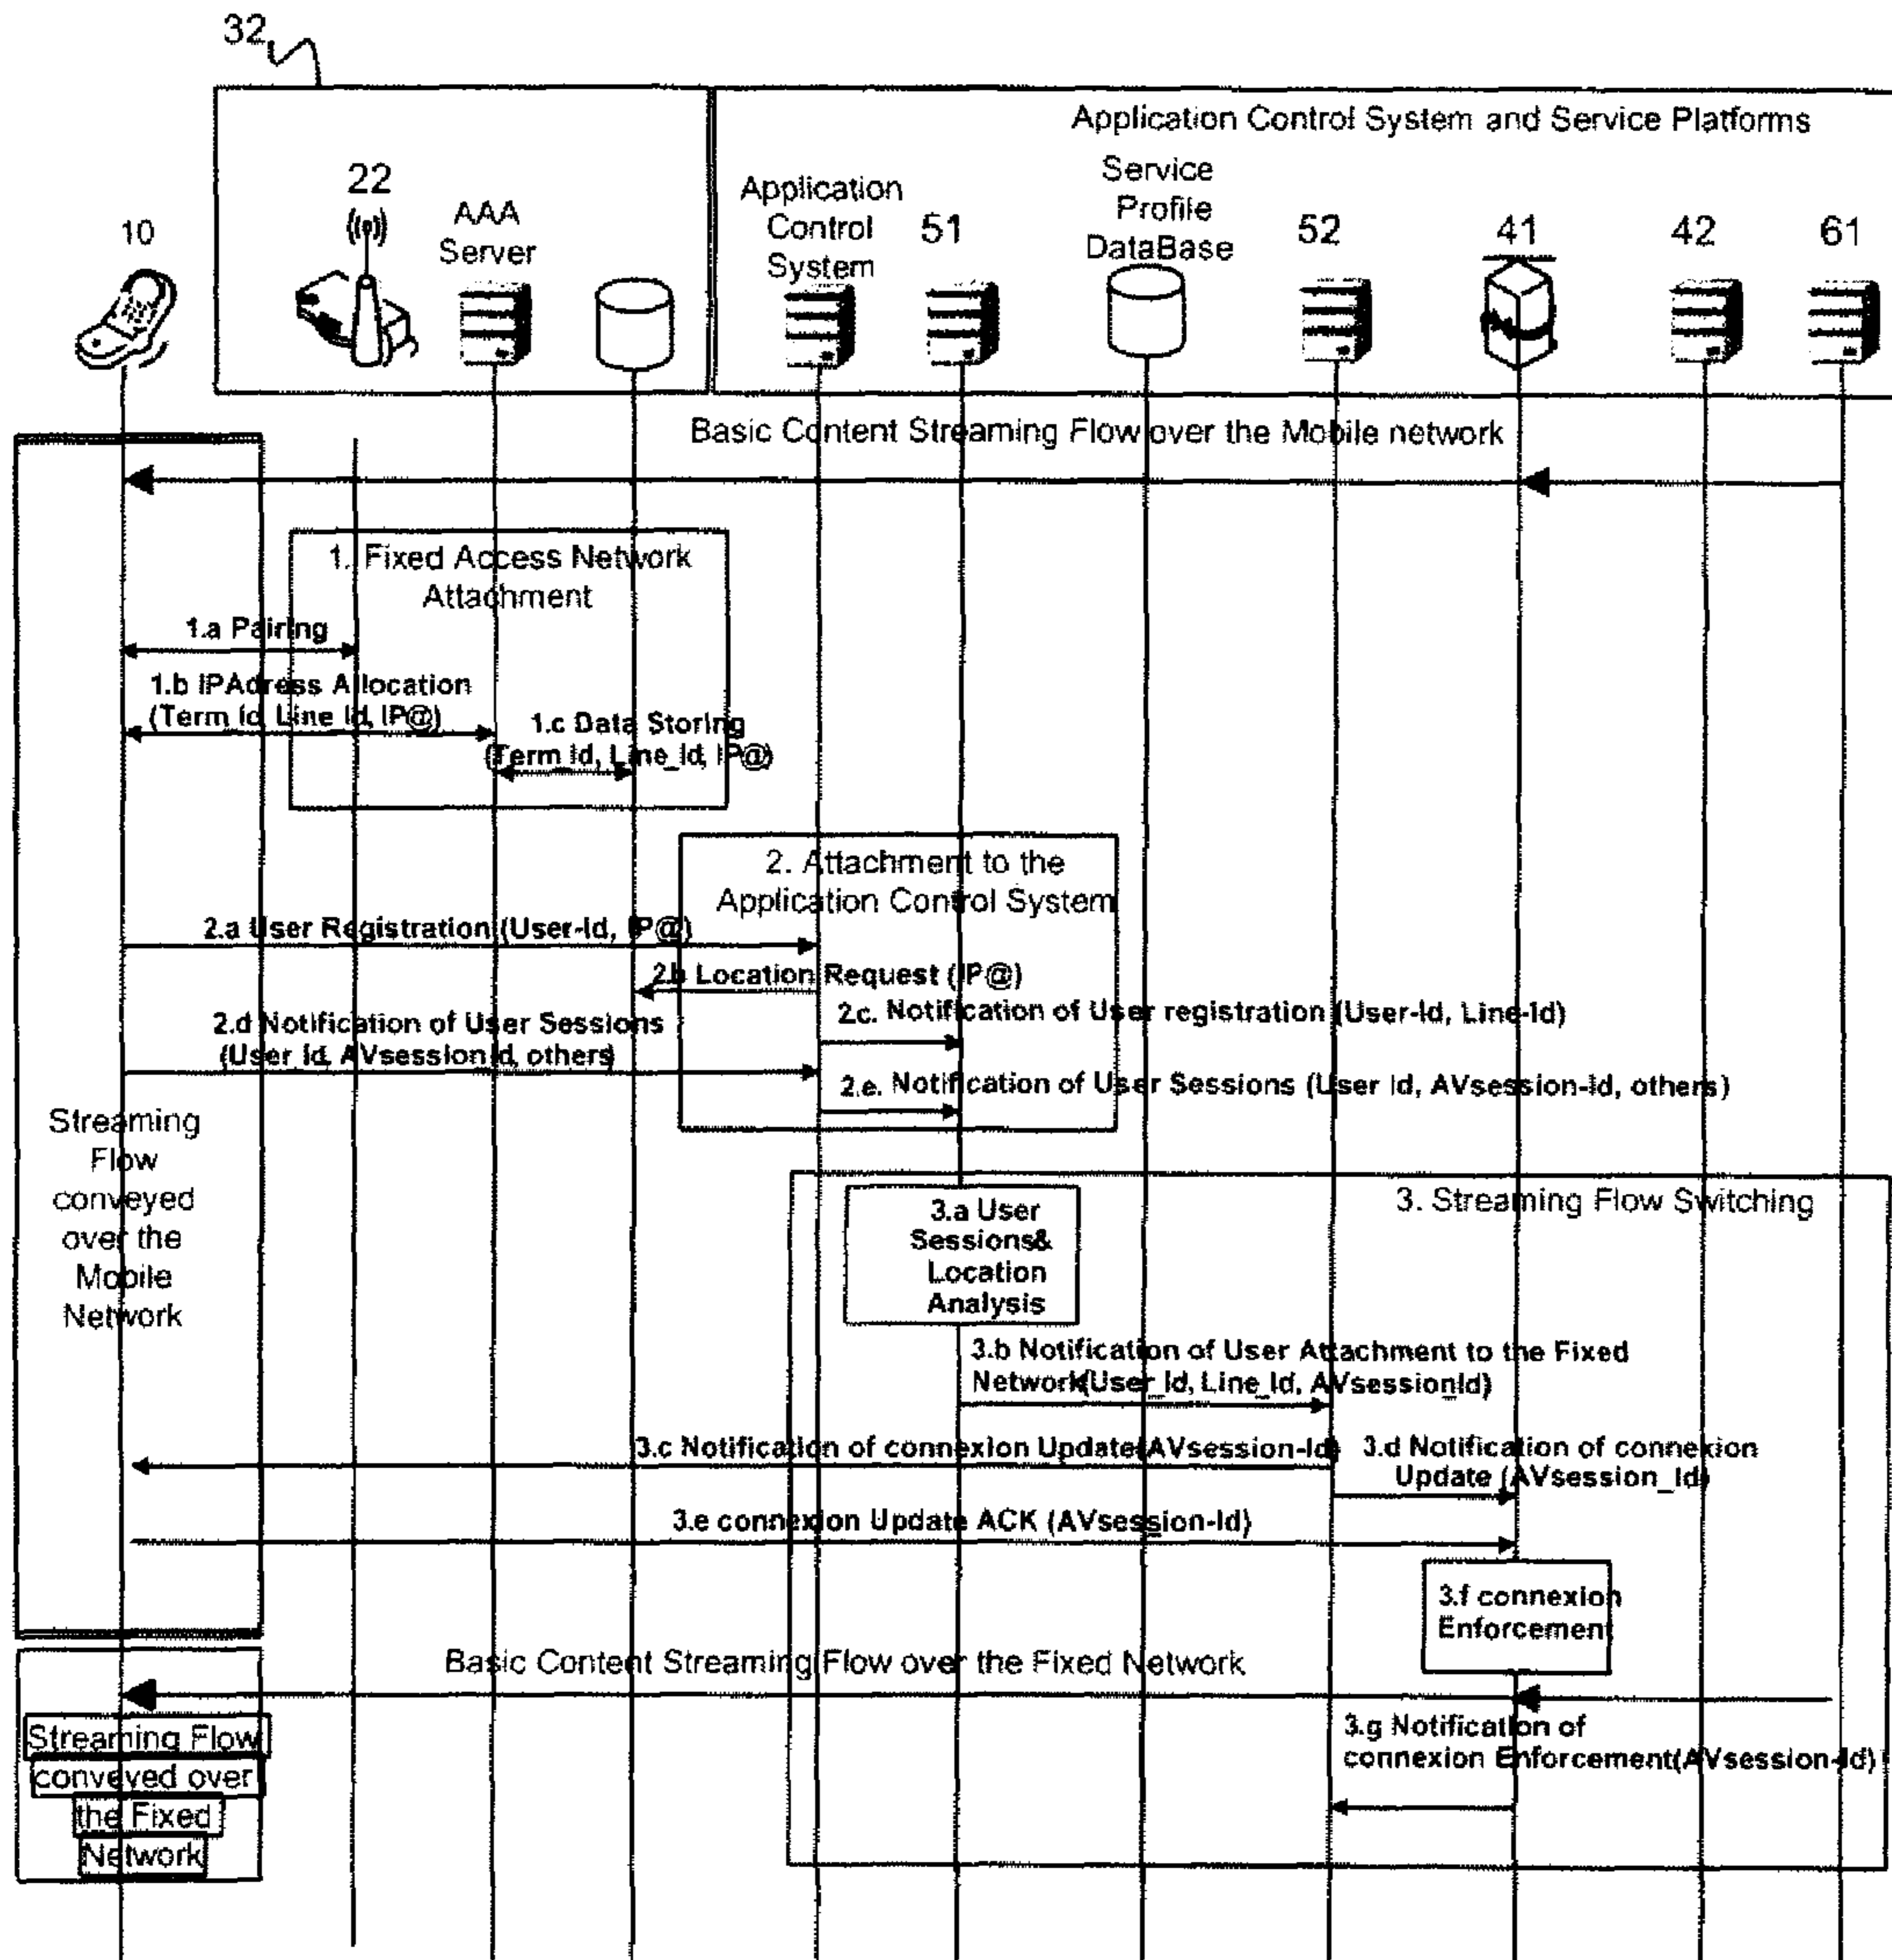 32
Application Control System and Service Platforms
22
10
AAA
Server
Application
Control
System
51
Service
Profile
DataBase
52
41
42
61
Basic Content Streaming Flow over the Mobile network
1. Fixed Access Network
Attachment
1.a Pairing
1.b IPAdress Allocation
(Term Id, Line Id, IP@)
1.c Data Storing
(Term_Id, Line_Id, IP@)
2. Attachment to the
Application Control System
2.a User Registration (User-Id, IP@)
2.b Location Request (IP@)
2.c. Notification of User registration (User-Id, Line-Id)
2.d Notification of User Sessions
(User Id, AVsessionId, others)
2.e. Notification of User Sessions (User Id, AVsession-Id, others)
Streaming
Flow
conveyed
over the
Mobile
Network
3. Streaming Flow Switching
3.a User
Sessions&
Location
Analysis
3.b Notification of User Attachment to the Fixed
Network(User_Id, Line_Id, AVsessionId)
3.c Notification of connexion Update(AVsession-Id)
3.d Notification of connexion
Update (AVsession_Id)
3.e connexion Update ACK (AVsession-Id)
3.f connexion
Enforcement
Basic Content Streaming Flow over the Fixed Network
Streaming Flow
conveyed over
the Fixed
Network
3.g Notification of
connexion Enforcement(AVsession-Id)